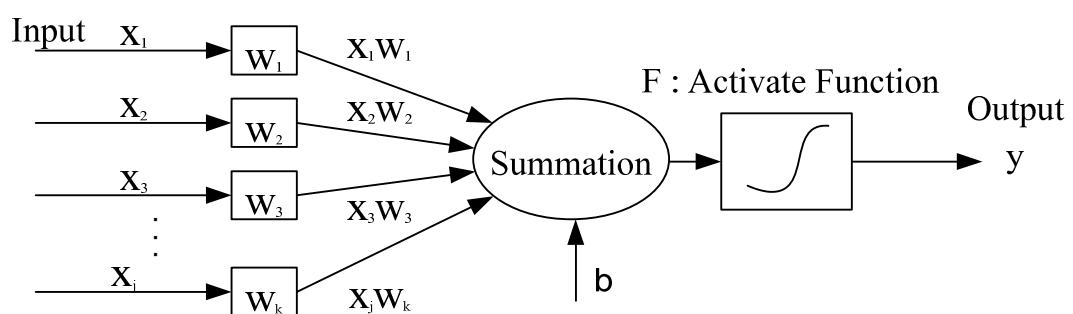 Input
x₁
w₁
x₁w₁
x₂
w₂
x₂w₂
x₃
w₃
x₃w₃
⋮
xⱼ
wₖ
xⱼwₖ
Summation
b
F : Activate Function
Output
y